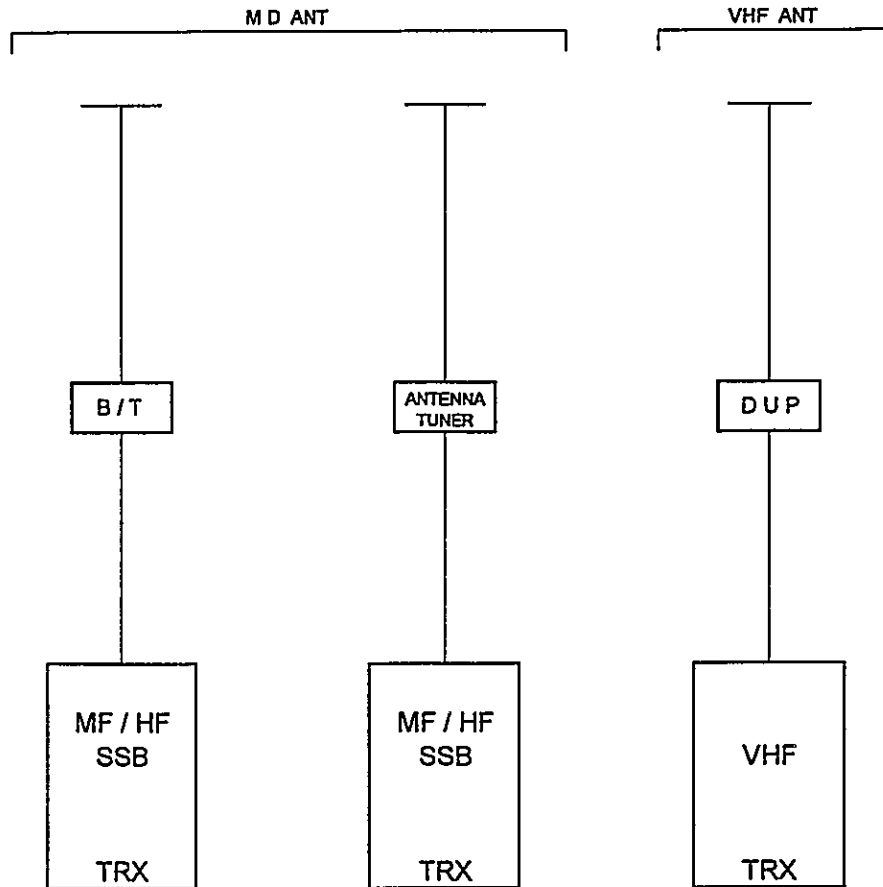 M D ANT
VHF ANT
B / T
ANTENNA
TUNER
D U P
MF / HF
SSB
TRX
MF / HF
SSB
TRX
VHF
TRX